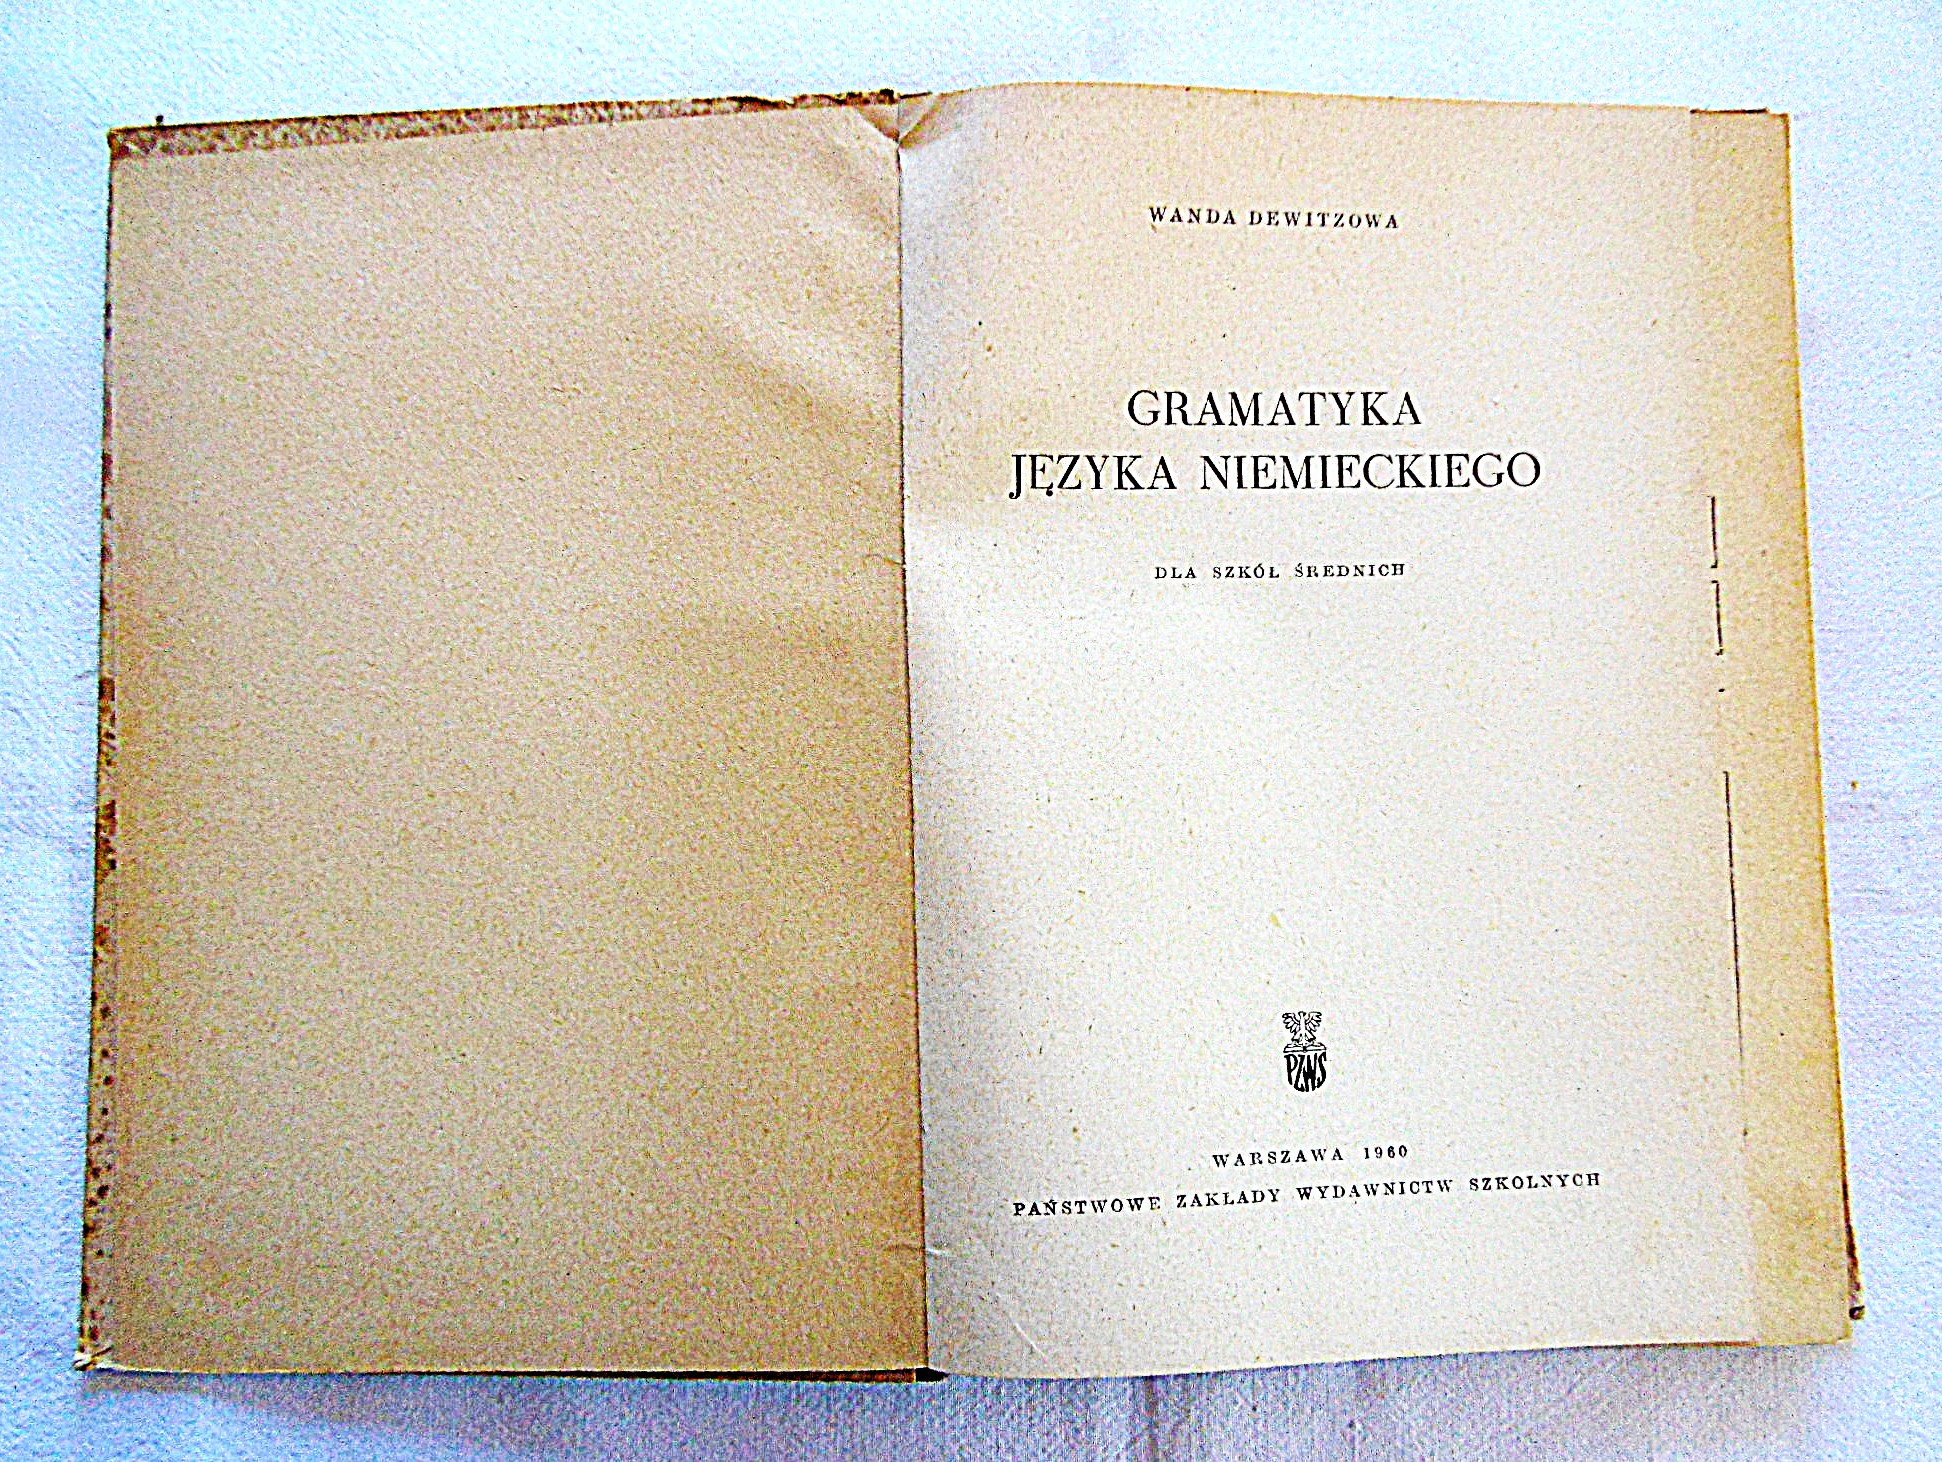 WANDA DEWITZOWA
GRAMATYKA
JĘZYKA NIEMIECKIEGO
DLA SZKÓŁ ŚREDNICH
PZWS
WARSZAWA 1960
PAŃSTWOWE ZAKŁADY WYDAWNICTW SZKOLNYCH